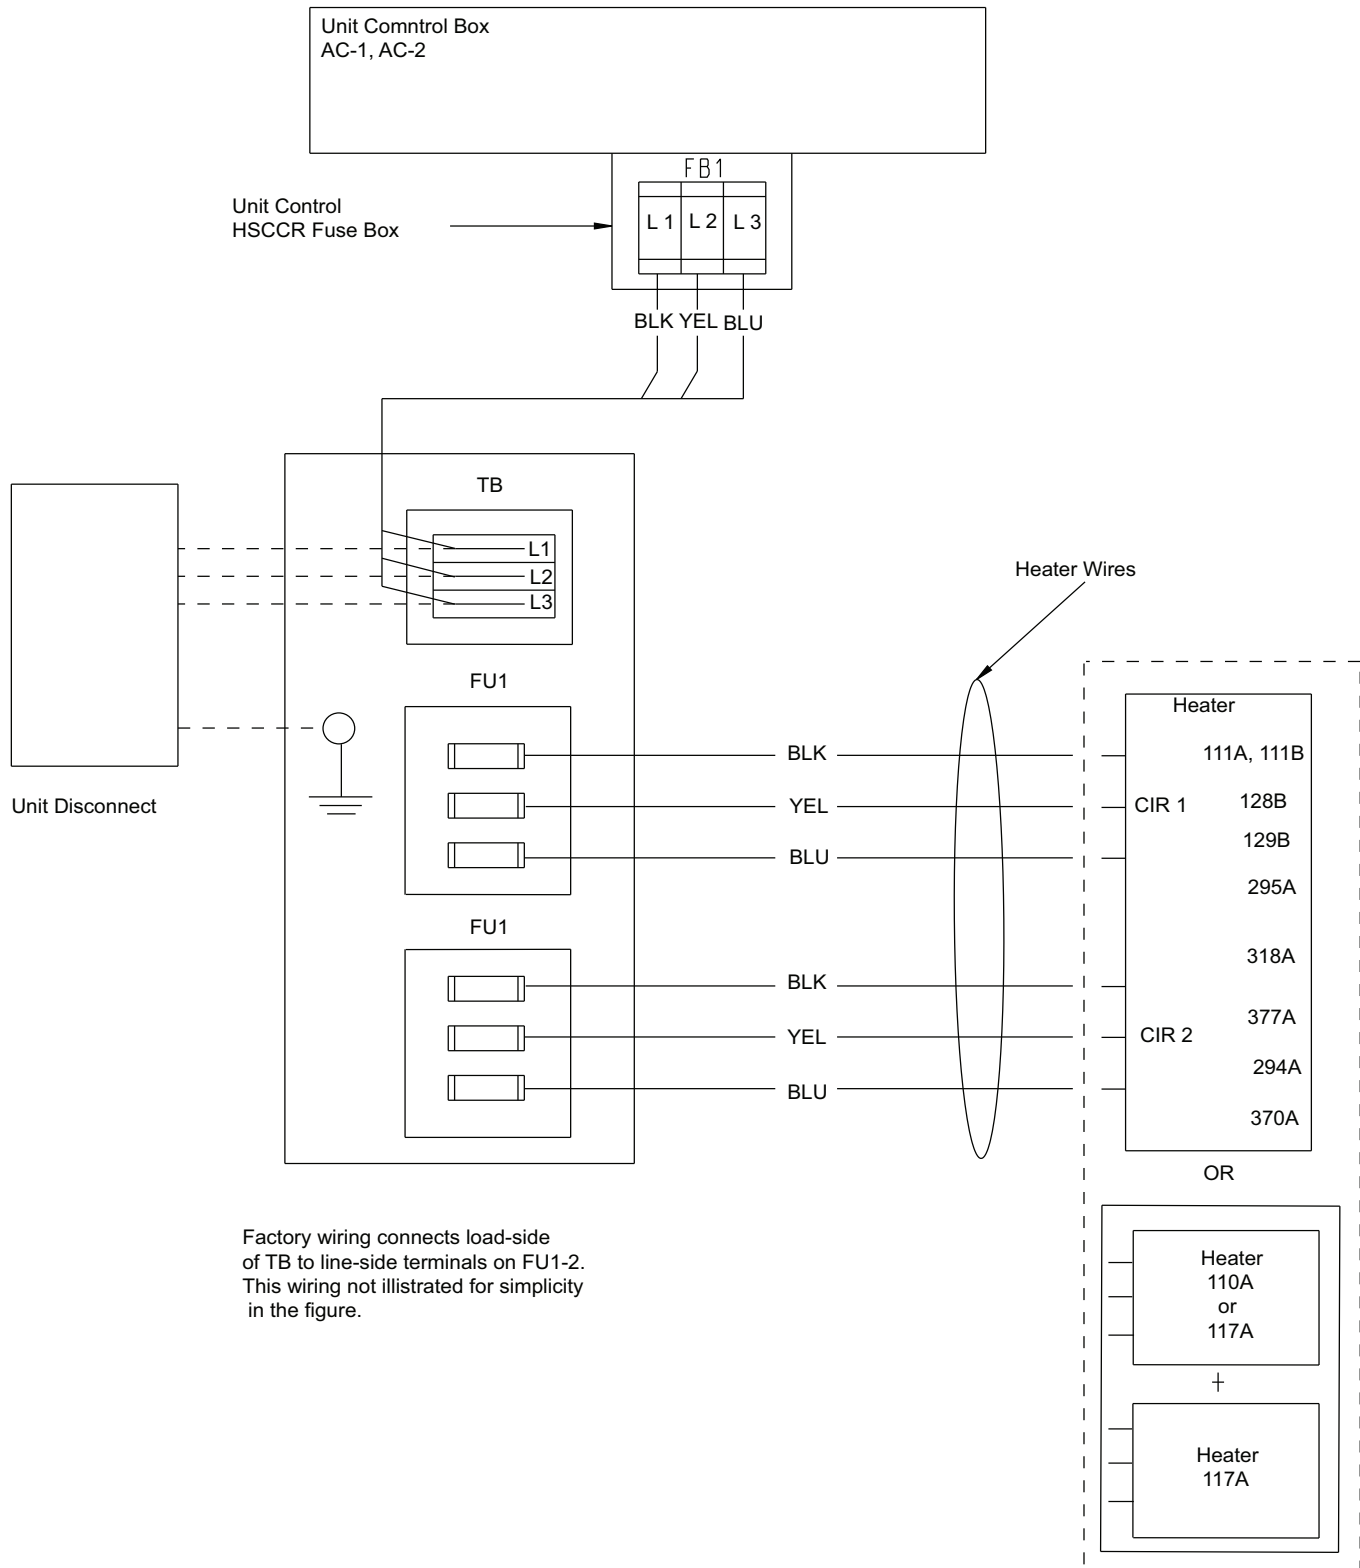 Unit Comntrol Box
AC-1, AC-2
FB1
Unit Control
HSCCR Fuse Box
L 1 L 2 L 3
BLK YEL BLU
TB
L1
L2
L3
Heater Wires
FU1
Heater
BLK
111A, 111B
Unit Disconnect
YEL
CIR 1
128B
129B
BLU
295A
FU1
318A
BLK
377A
YEL
CIR 2
294A
BLU
370A
OR
Factory wiring connects load-side
of TB to line-side terminals on FU1-2.
This wiring not illistrated for simplicity
in the figure.
Heater
110A
or
117A
+
Heater
117A